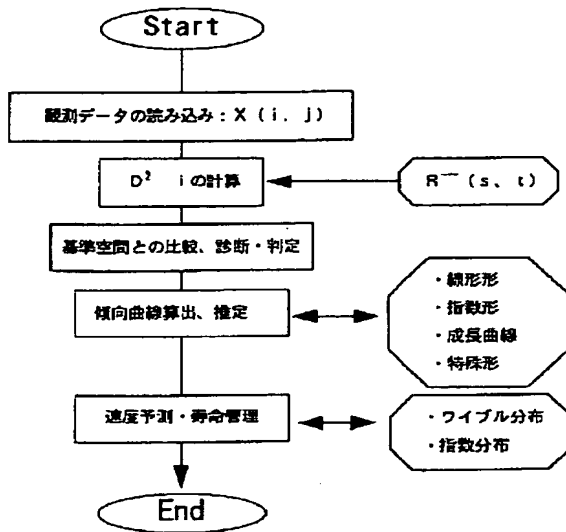 Start
観測データの読み込み：X（i，j）
D² iの計算
R￣（s、t）
基準空間との比較、診断・判定
傾向曲線算出、推定
・線形形
・指数形
・成長曲線
・特殊形
速度予測・寿命管理
・ワイブル分布
・指数分布
End